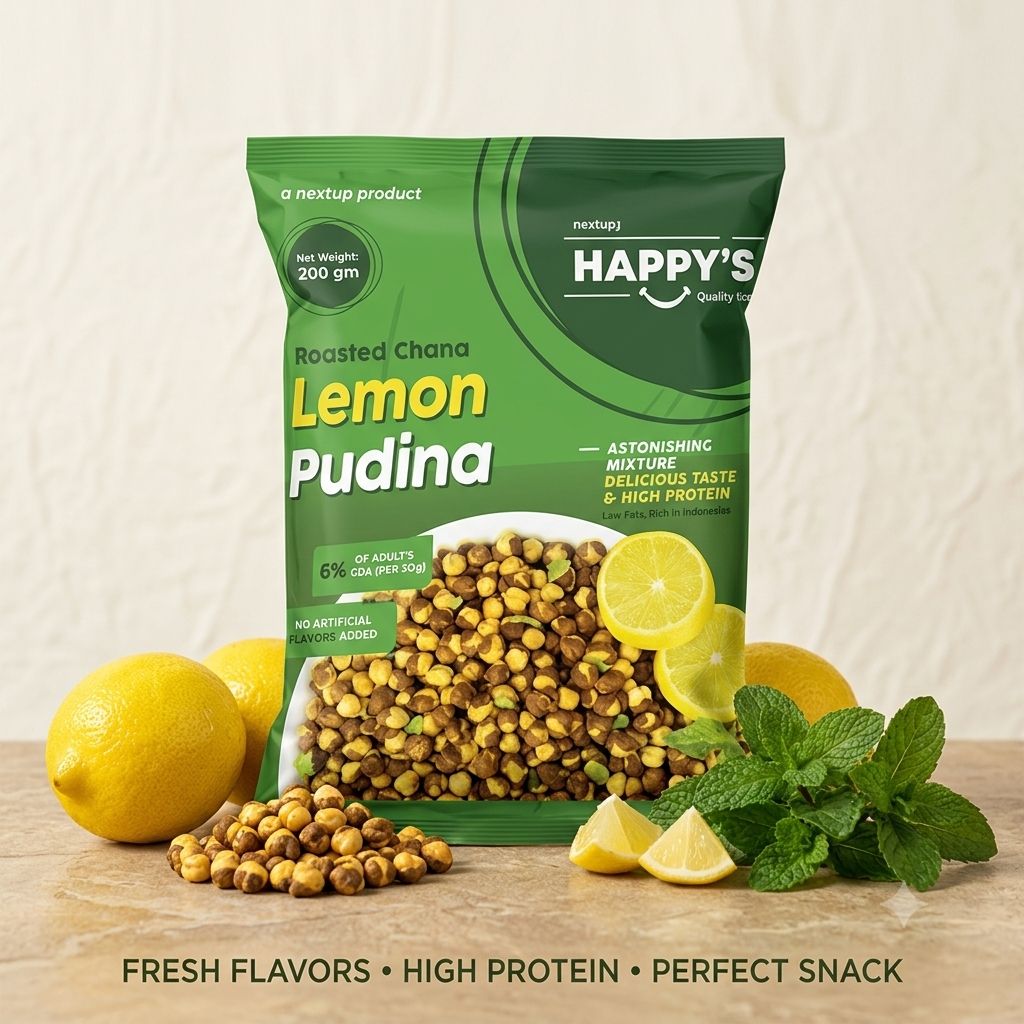 a nextup product
Net Weight:
200 gm
nextupj
HAPPY'S
Quality tico
Roasted Chana
Lemon
Pudina
ASTONISHING
MIXTURE
DELICIOUS TASTE
& HIGH PROTEIN
Law Fats, Rich in Indonesias
6% OF ADULT'S
GDA (PER 50g)
NO ARTIFICIAL
FLAVORS ADDED
FRESH FLAVORS • HIGH PROTEIN • PERFECT SNACK